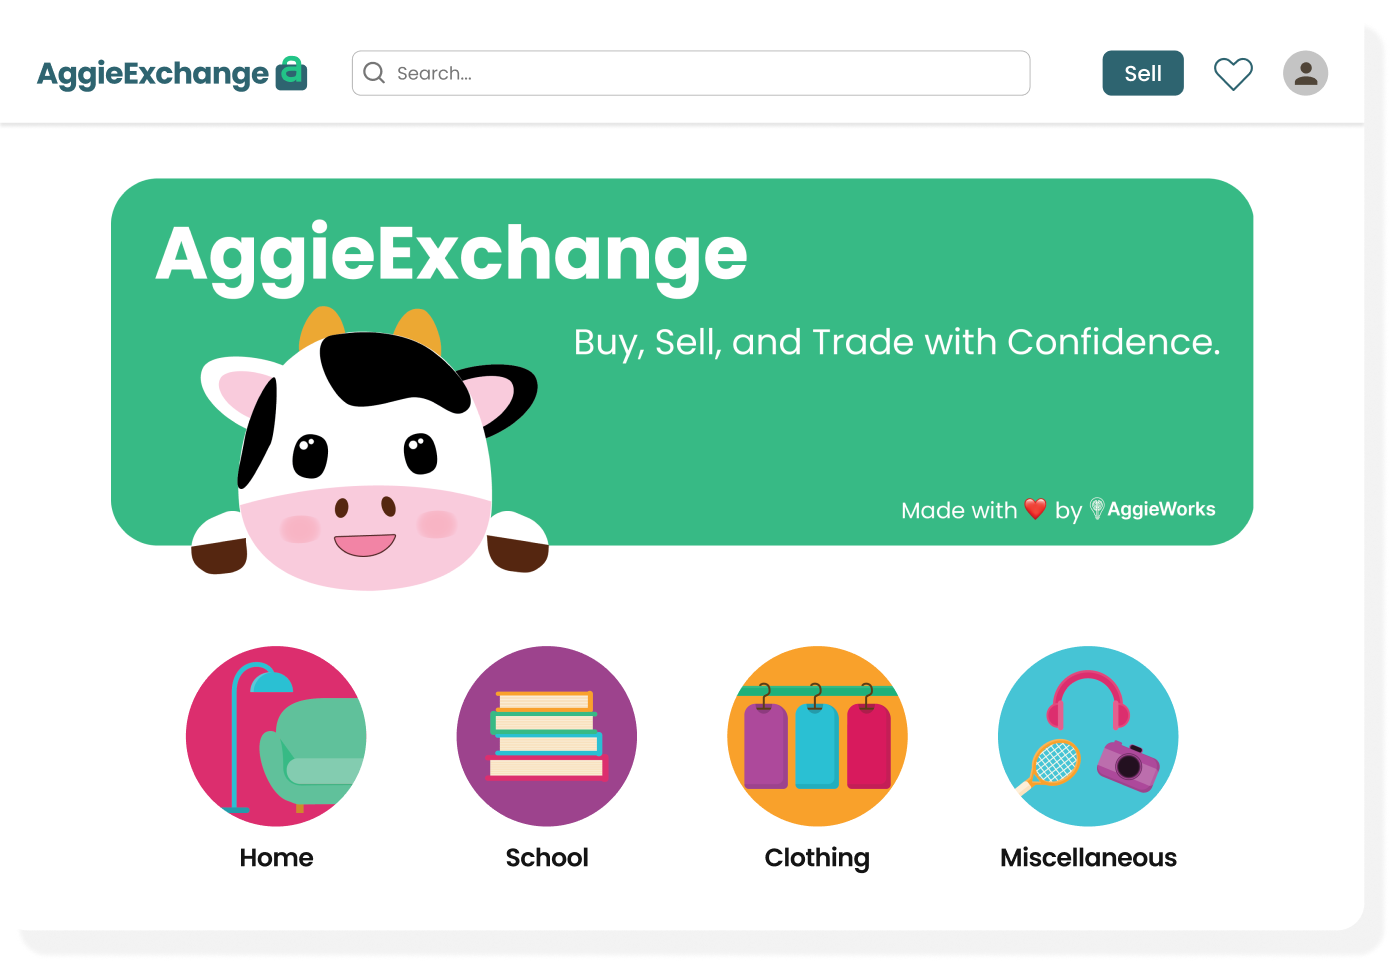 AggieExchange a
Search...
Sell
AggieExchange
Buy, Sell, and Trade with Confidence.
Made with ❤️ by AggieWorks
Home
School
Clothing
Miscellaneous